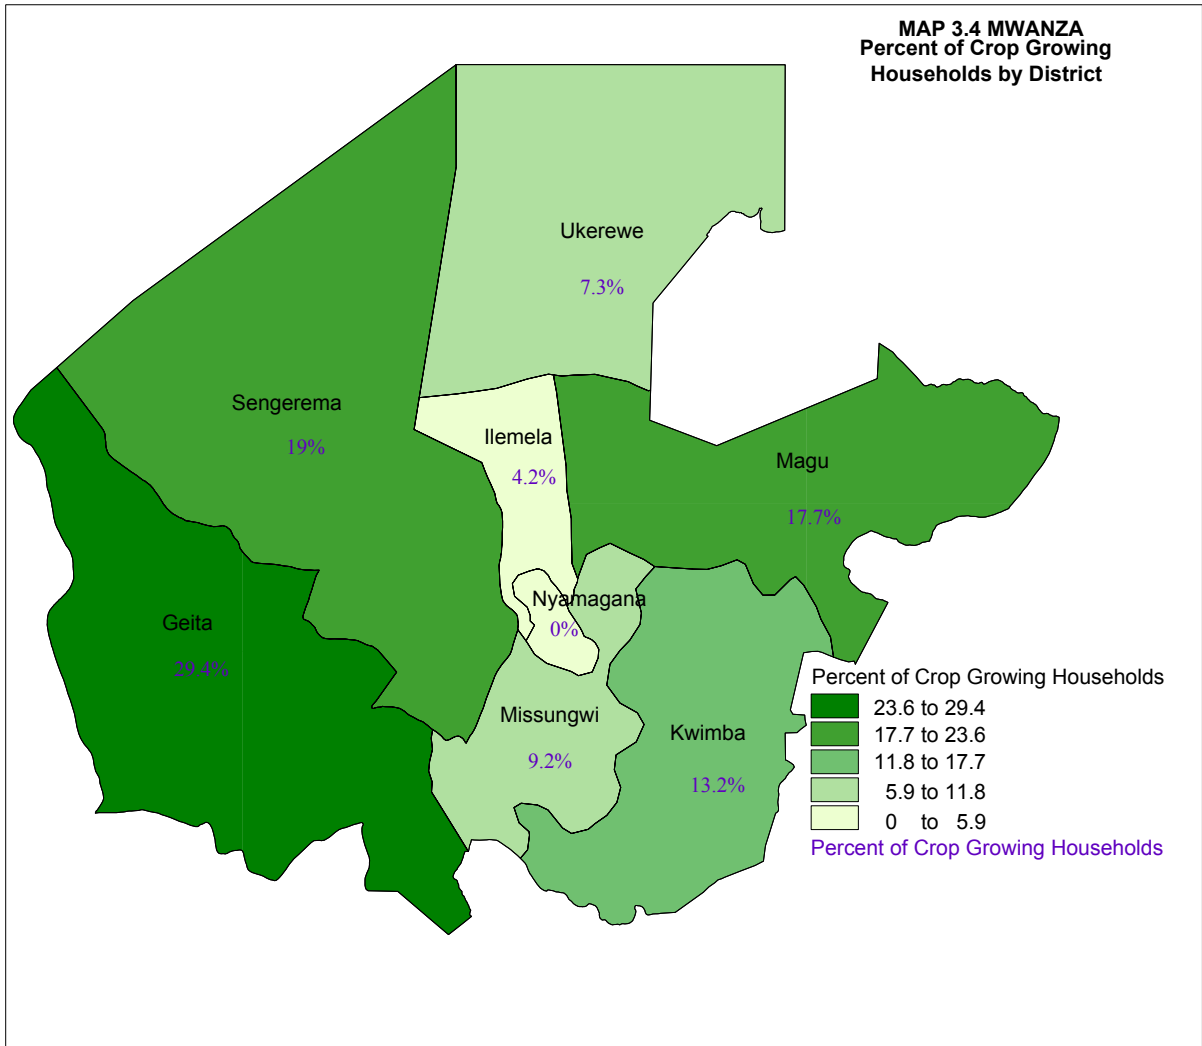 MAP 3.4 MWANZA
Percent of Crop Growing
Households by District
Ukerewe
7.3%
Sengerema
19%
Ilemela
4.2%
Magu
17.7%
Nyamagana
0%
Geita
29.4%
Missungwi
9.2%
Kwimba
13.2%
Percent of Crop Growing Households
23.6 to 29.4
17.7 to 23.6
11.8 to 17.7
5.9 to 11.8
0 to 5.9
Percent of Crop Growing Households